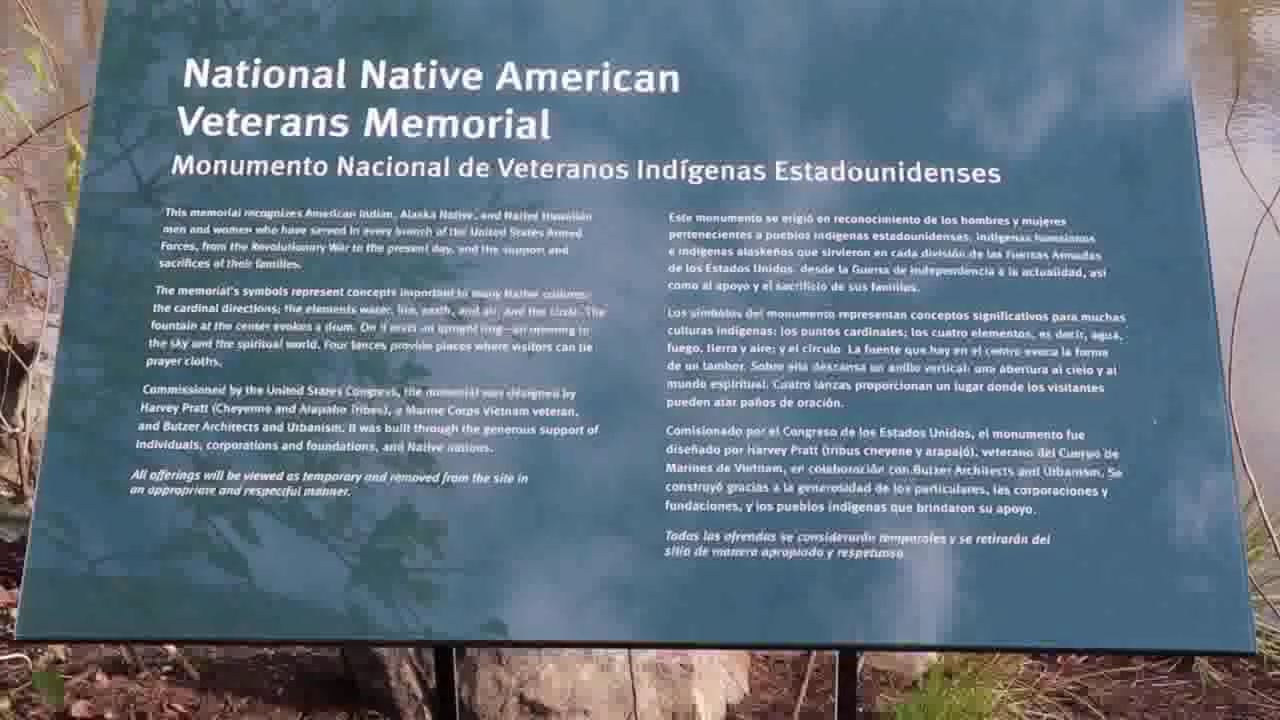 National Native American
Veterans Memorial
Monumento Nacional de Veteranos Indígenas Estadounidenses
This memorial recognizes American Indian, Alaska Native, and Native Hawaiian
men and women who have served in every branch of the United States Armed
Forces, from the Revolutionary War to the present day, and the support and
sacrifices of their families.
The memorial's symbols represent concepts important to many Native cultures:
the cardinal directions; the elements water, fire, earth, and air; and the circle. The
fountain at the center evokes a drum. On it rests an upright ring—an opening to
the sky and the spiritual world. Four lances provide places where visitors can tie
prayer cloths.
Commissioned by the United States Congress, the memorial was designed by
Harvey Pratt (Cheyenne and Arapaho Tribes), a Marine Corps Vietnam veteran,
and Butzer Architects and Urbanism. It was built through the generous support of
individuals, corporations and foundations, and Native nations.
All offerings will be viewed as temporary and removed from the site in
an appropriate and respectful manner.
Este monumento se erigió en reconocimiento de los hombres y mujeres
pertenecientes a pueblos indígenas estadounidenses, indígenas hawaianos
e indígenas alaskeños que sirvieron en cada división de las Fuerzas Armadas
de los Estados Unidos, desde la Guerra de Independencia a la actualidad, así
como al apoyo y el sacrificio de sus familias.
Los símbolos del monumento representan conceptos significativos para muchas
culturas indígenas: los puntos cardinales; los cuatro elementos, es decir, agua,
fuego, tierra y aire; y el círculo. La fuente que hay en el centro evoca la forma
de un tambor. Sobre ella descansa un anillo vertical: una abertura al cielo y al
mundo espiritual. Cuatro lanzas proporcionan un lugar donde los visitantes
pueden atar paños de oración.
Comisionado por el Congreso de los Estados Unidos, el monumento fue
diseñado por Harvey Pratt (tribus cheyene y arapajó), veterano del Cuerpo de
Marines de Vietnam, en colaboración con Butzer Architects and Urbanism. Se
construyó gracias a la generosidad de los particulares, las corporaciones y
fundaciones, y los pueblos indígenas que brindaron su apoyo.
Todas las ofrendas se considerarán temporales y se retirarán del
sitio de manera apropiada y respetuosa.